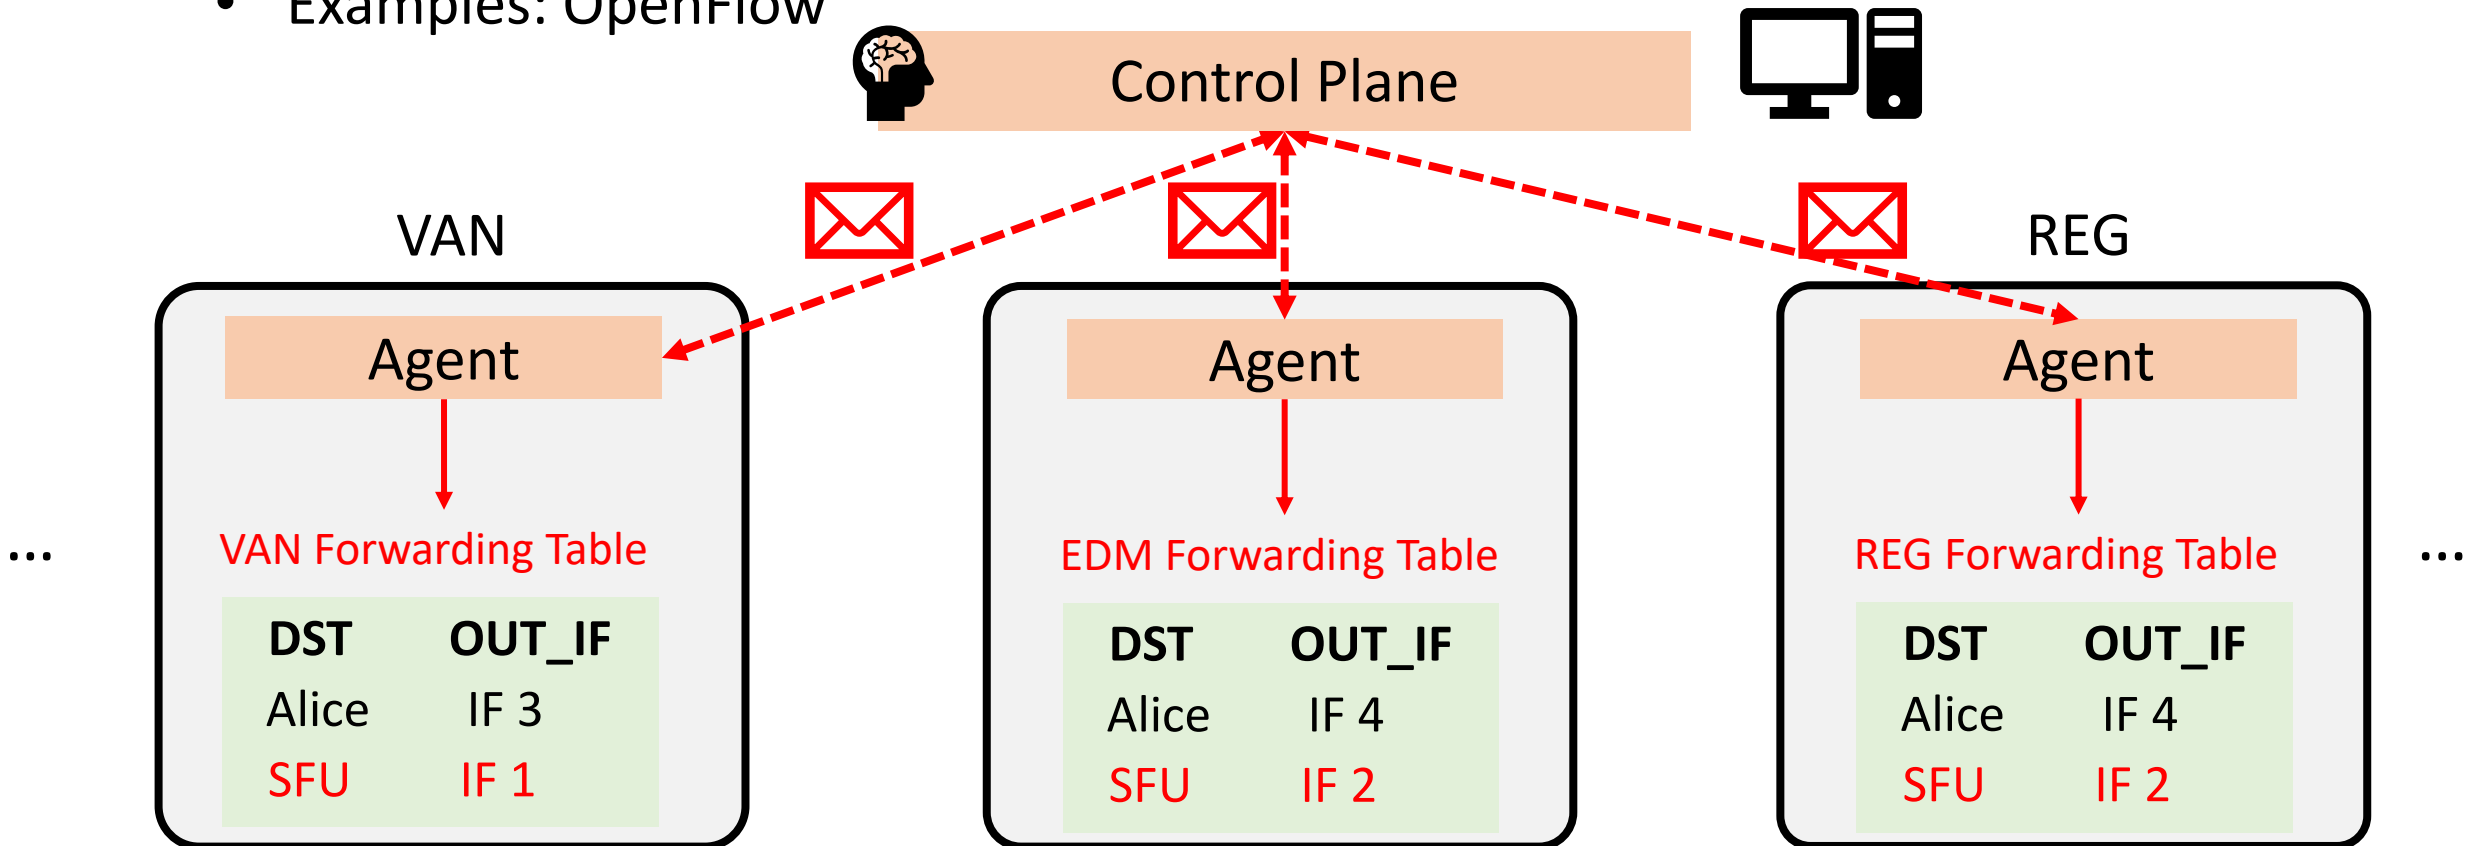 • Examples: OpenFlow
Control Plane
VAN
REG
Agent
Agent
Agent
... VAN Forwarding Table
EDM Forwarding Table
REG Forwarding Table ...
DST OUT_IF
Alice IF 3
SFU IF 1
DST OUT_IF
Alice IF 4
SFU IF 2
DST OUT_IF
Alice IF 4
SFU IF 2